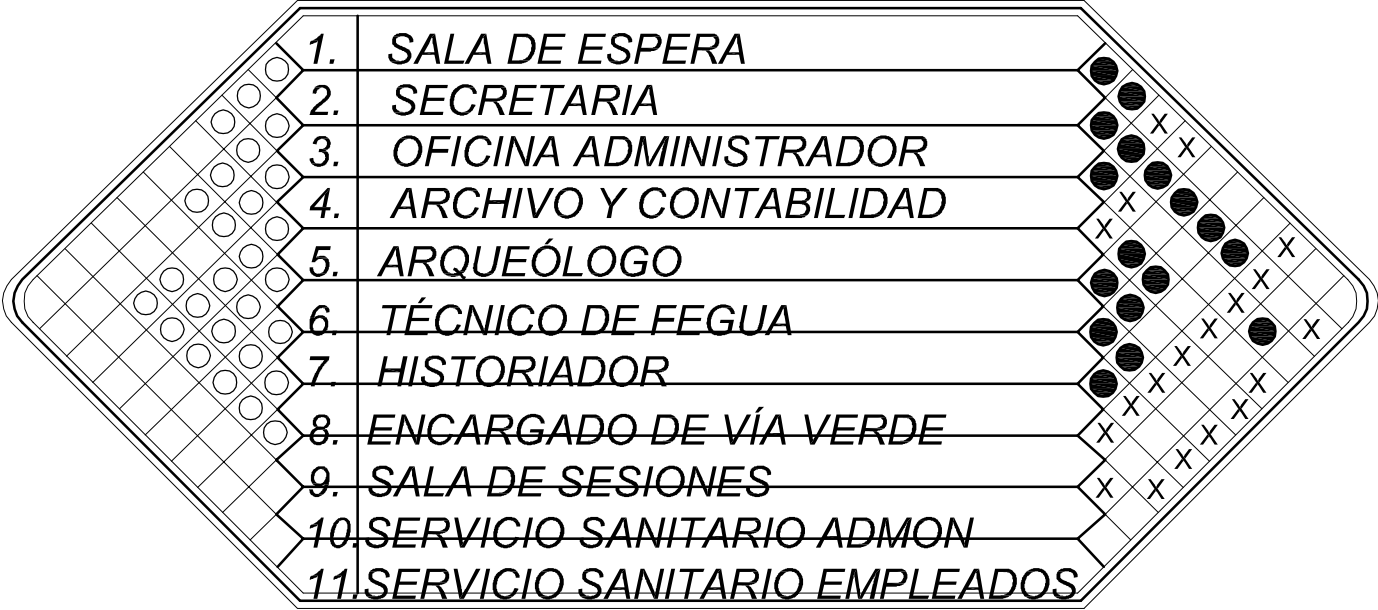 1. SALA DE ESPERA
2. SECRETARIA
3. OFICINA ADMINISTRADOR
4. ARCHIVO Y CONTABILIDAD
5. ARQUEÓLOGO
6. TÉCNICO DE FEGUA
7. HISTORIADOR
8. ENCARGADO DE VÍA VERDE
9. SALA DE SESIONES
10. SERVICIO SANITARIO ADMON
11. SERVICIO SANITARIO EMPLEADOS